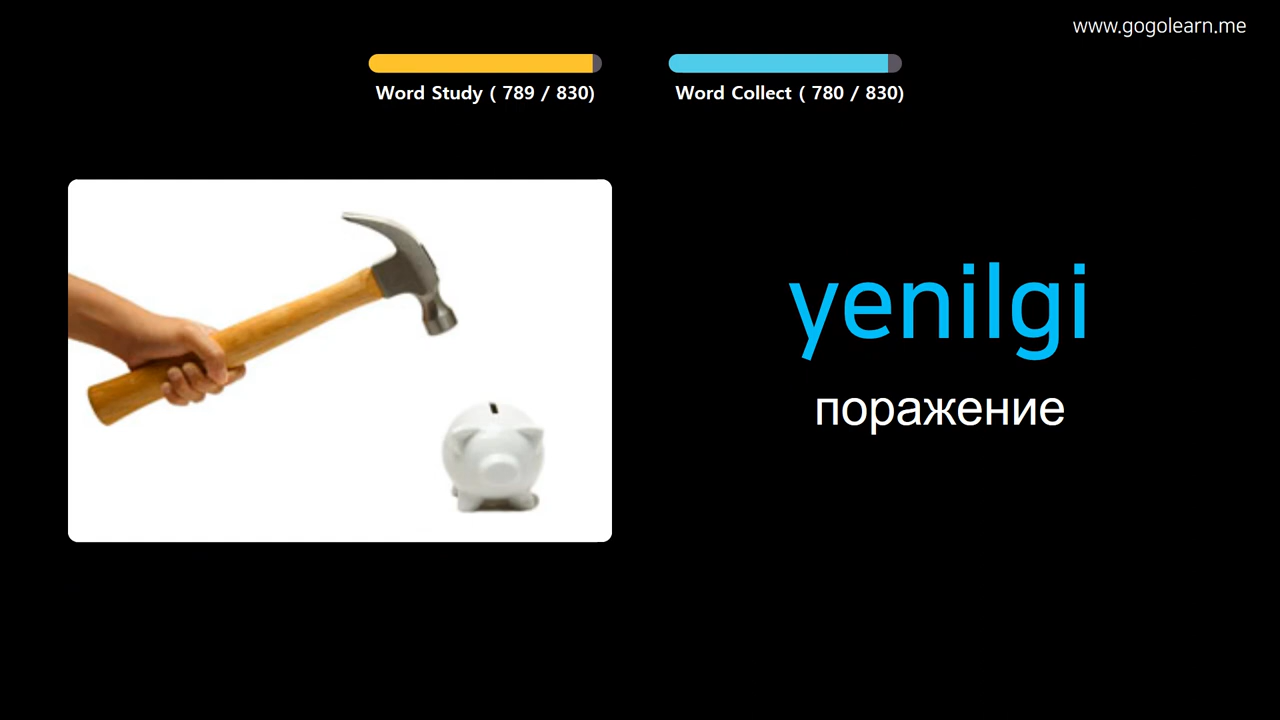 www.gogolearn.me
Word Study ( 789 / 830)
Word Collect ( 780 / 830)
yenilgi
поражение